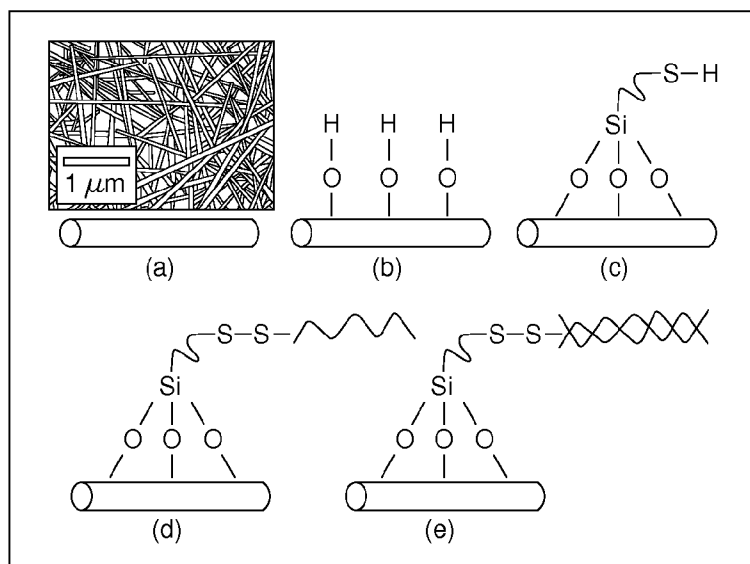 1 μm
(a)
H H H
O O O
(b)
S–H
Si
O O O
(c)
S–S
Si
O O O
(d)
S–S
Si
O O O
(e)